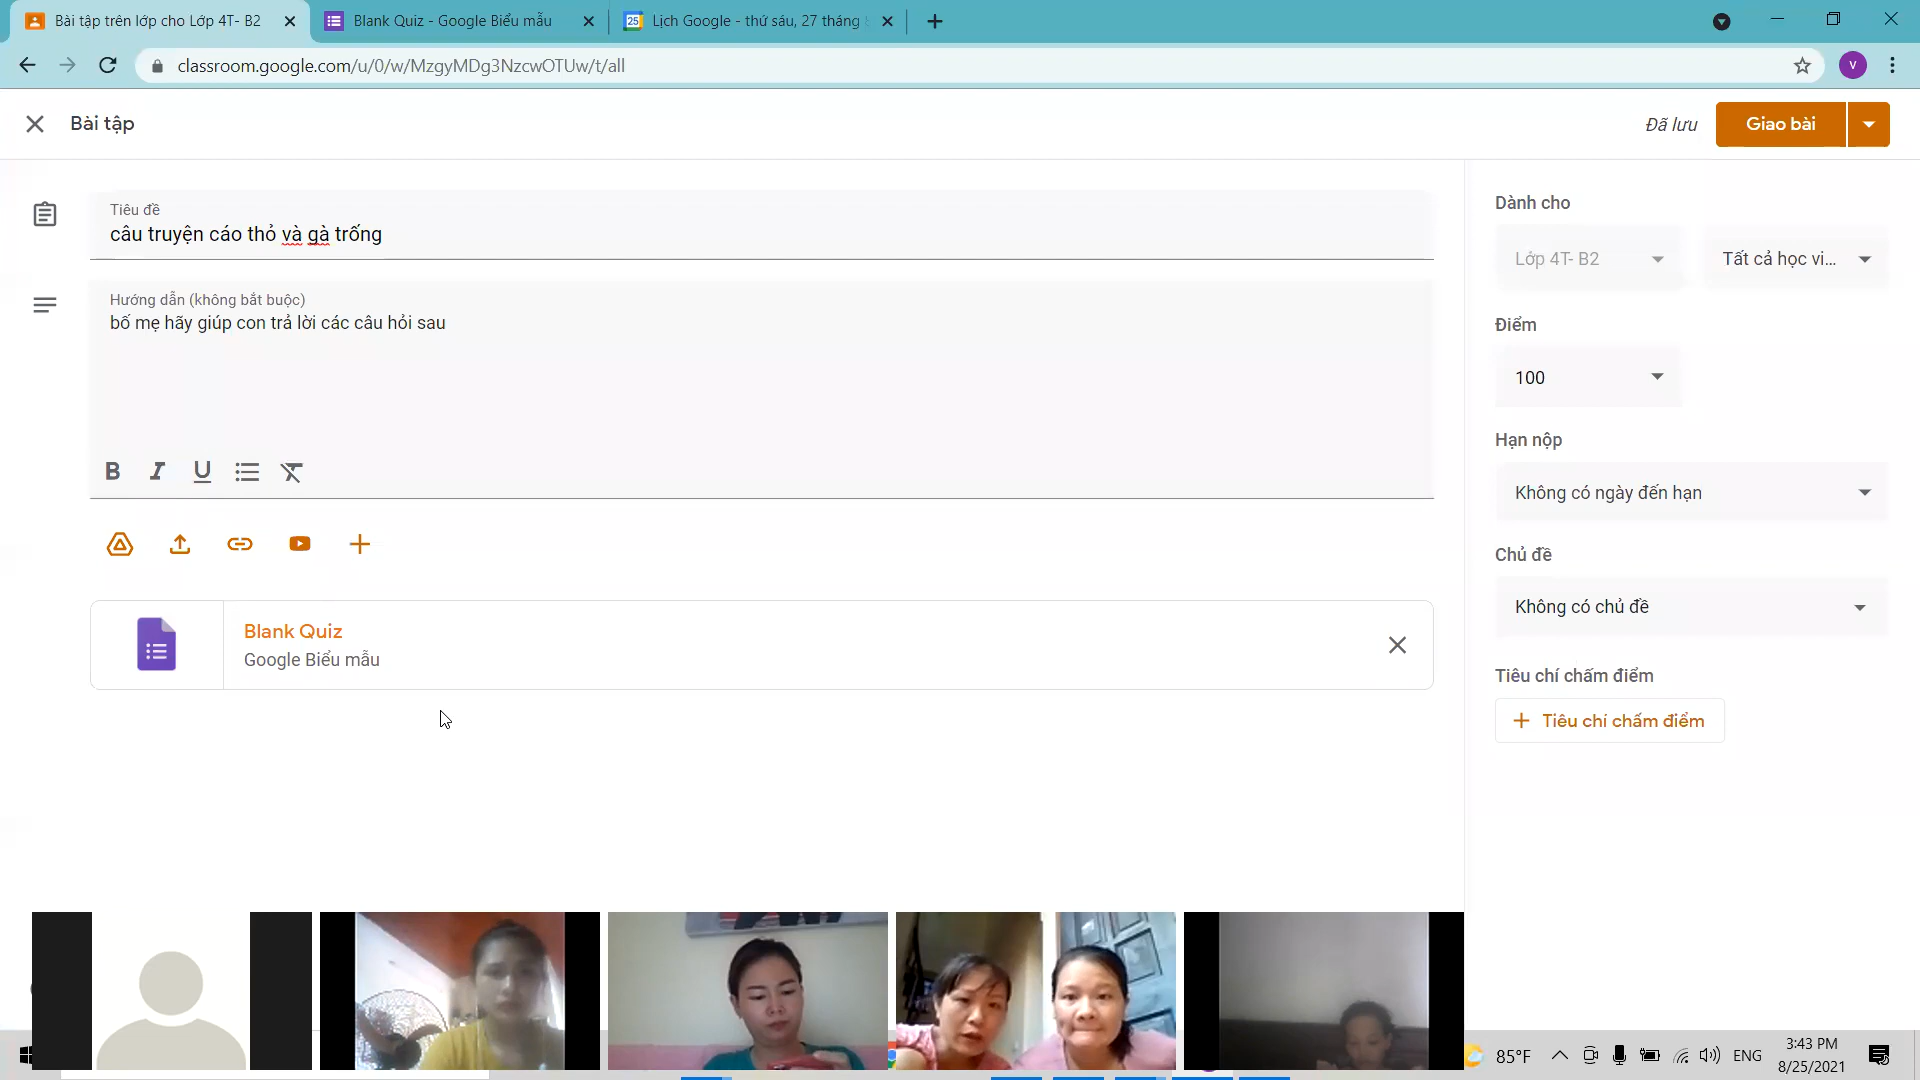 Bài tập trên lớp cho Lớp 4T- B2
Blank Quiz - Google Biểu mẫu
Lịch Google - thứ sáu, 27 tháng
25
classroom.google.com/u/0/w/MzgyMDg3NzcwOTUw/t/all
V
Bài tập
Đã lưu
Giao bài
Tiêu đề
câu truyện cáo thỏ và gà trống
Hướng dẫn (không bắt buộc)
bố mẹ hãy giúp con trả lời các câu hỏi sau
B I U
Blank Quiz
Google Biểu mẫu
Dành cho
Lớp 4T- B2
Tất cả học vi...
Điểm
100
Hạn nộp
Không có ngày đến hạn
Chủ đề
Không có chủ đề
Tiêu chí chấm điểm
Tiêu chí chấm điểm
85°F
ENG
3:43 PM
8/25/2021